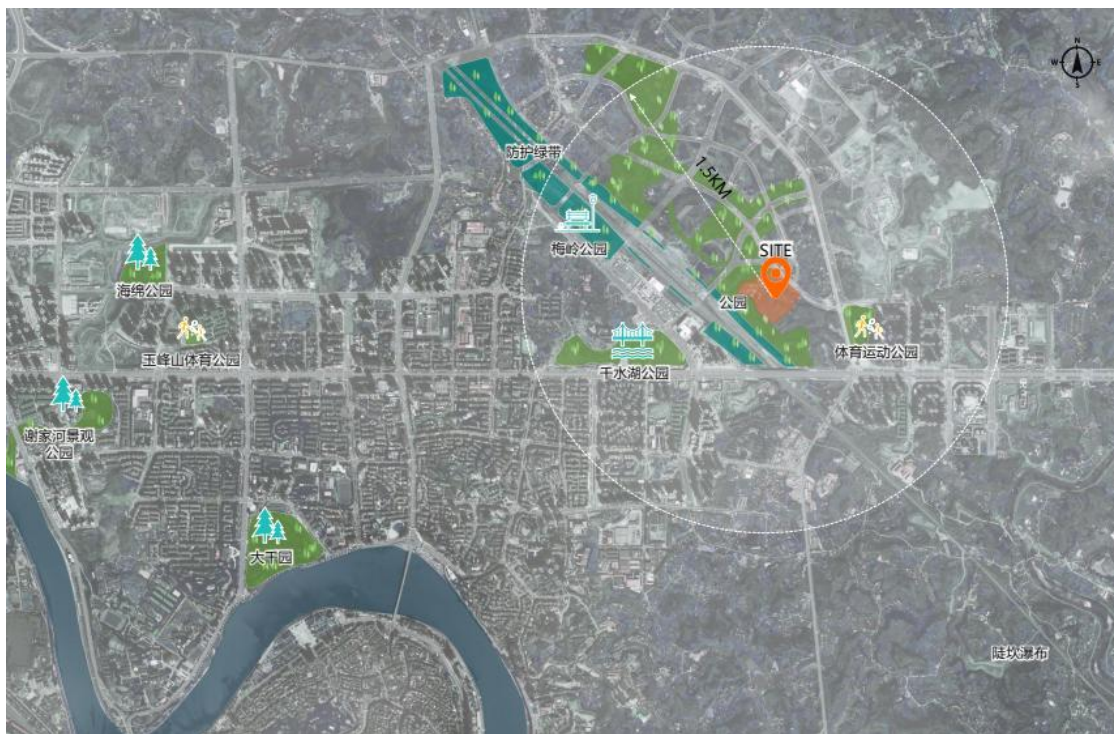 N
W E
S
防护绿带
1.5KM
梅岭公园
SITE
海绵公园
公园
玉峰山体育公园
千水湖公园
体育运动公园
谢家河景观
公园
大千园
陡坎瀑布